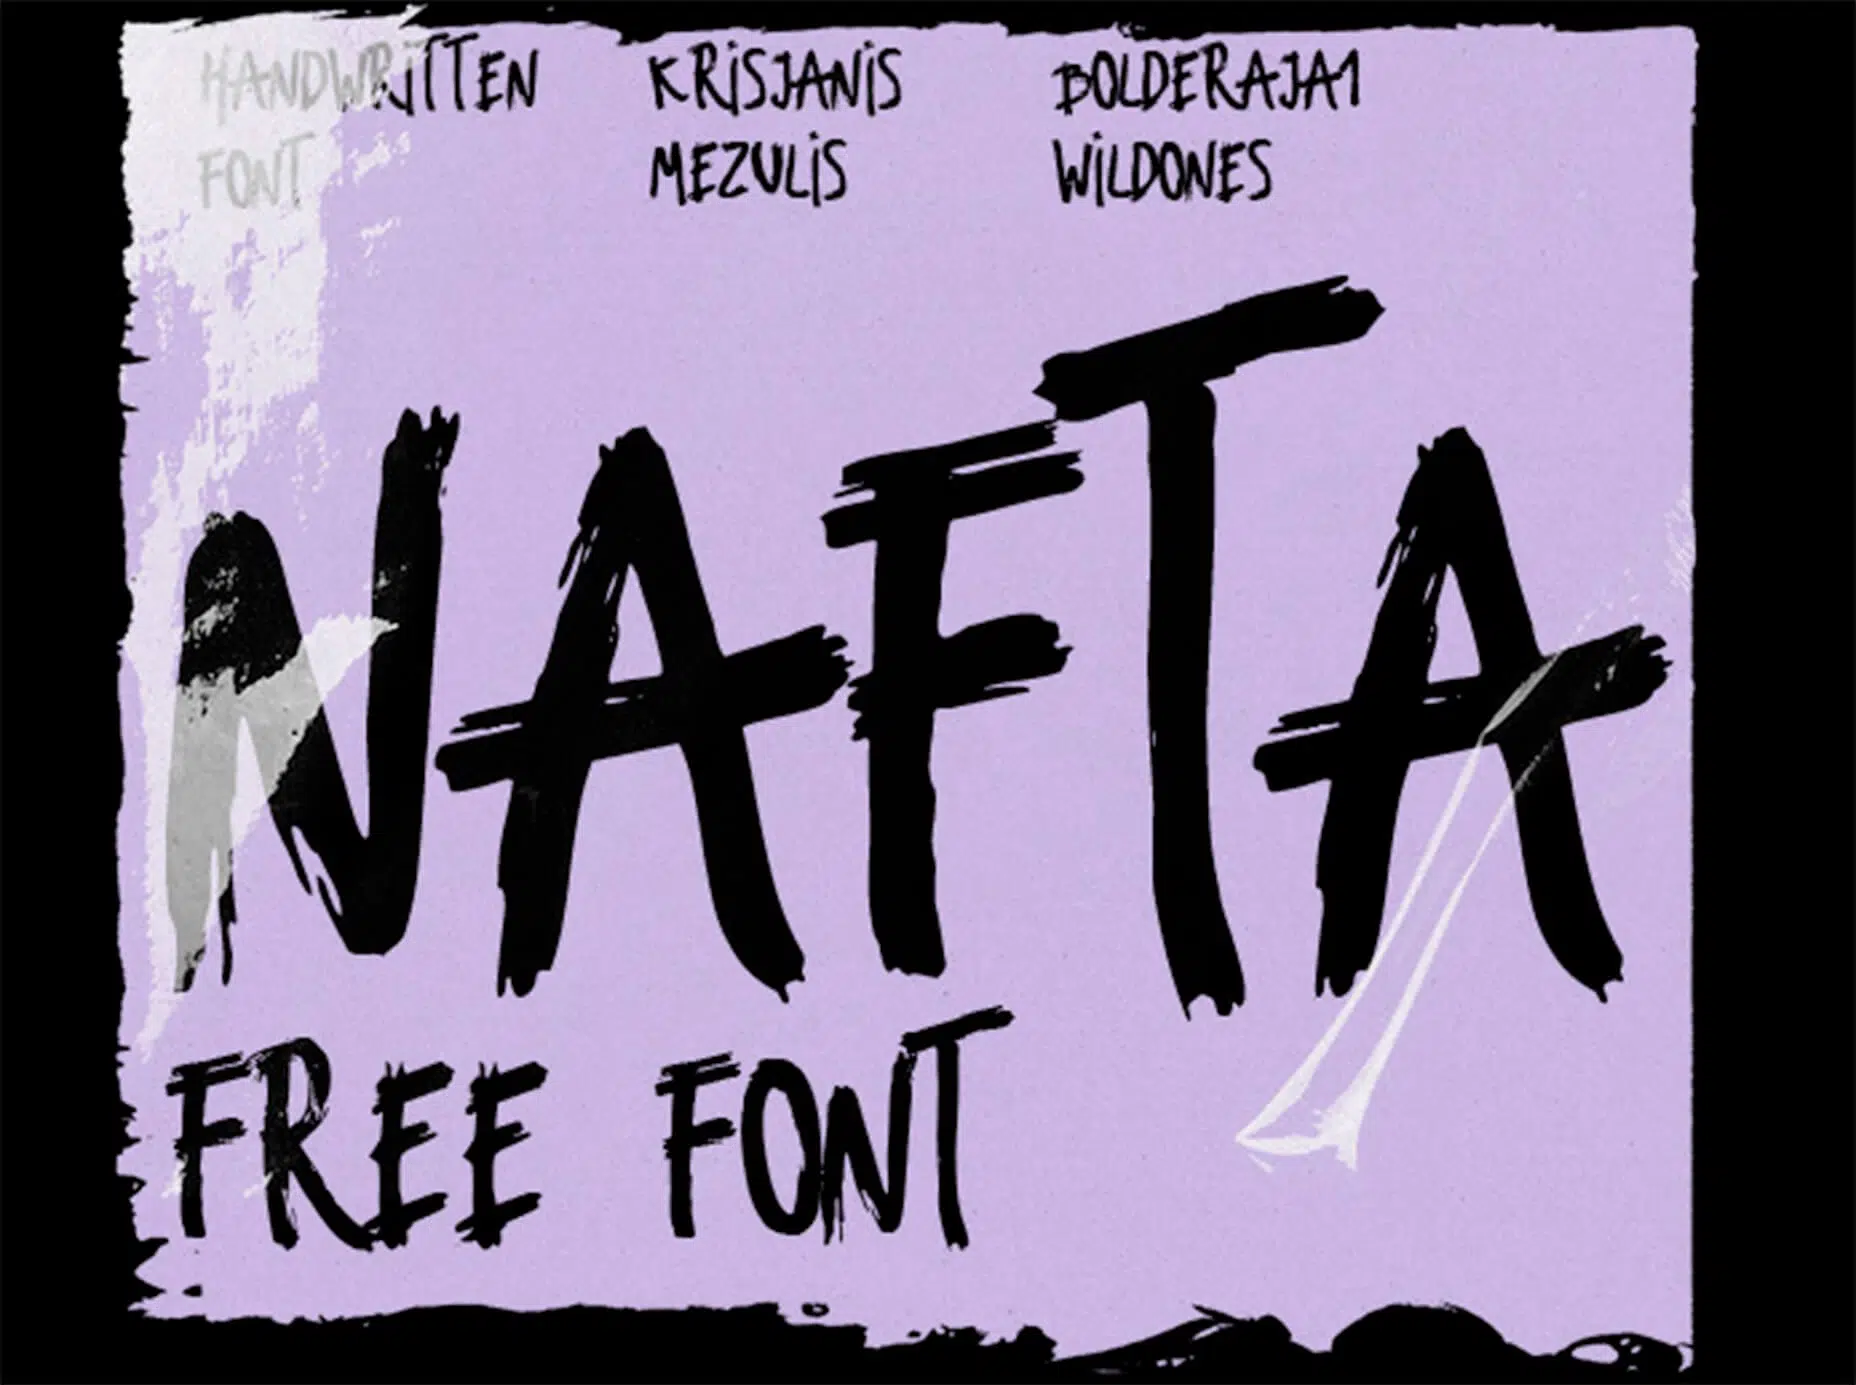 HANDWRiTTEN
FONT
KRiSJANiS
MEZULiS
BOLDERAJA1
WiLDONES
NAFTA
FREE FONT